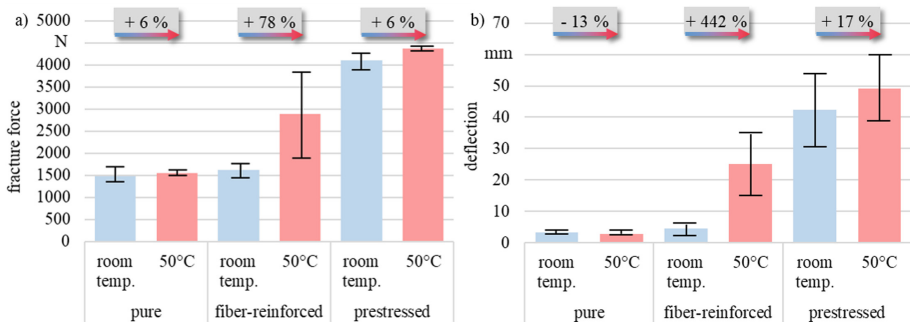 a)
+ 6 %
+ 78 %
+ 6 %
5000
N
4000
3500
3000
2500
2000
1500
1000
500
0
fracture force
room temp.
50°C
room temp.
50°C
room temp.
50°C
pure
fiber-reinforced
prestressed
b)
- 13 %
+ 442 %
+ 17 %
70
mm
50
40
30
20
10
0
deflection
room temp.
50°C
room temp.
50°C
room temp.
50°C
pure
fiber-reinforced
prestressed